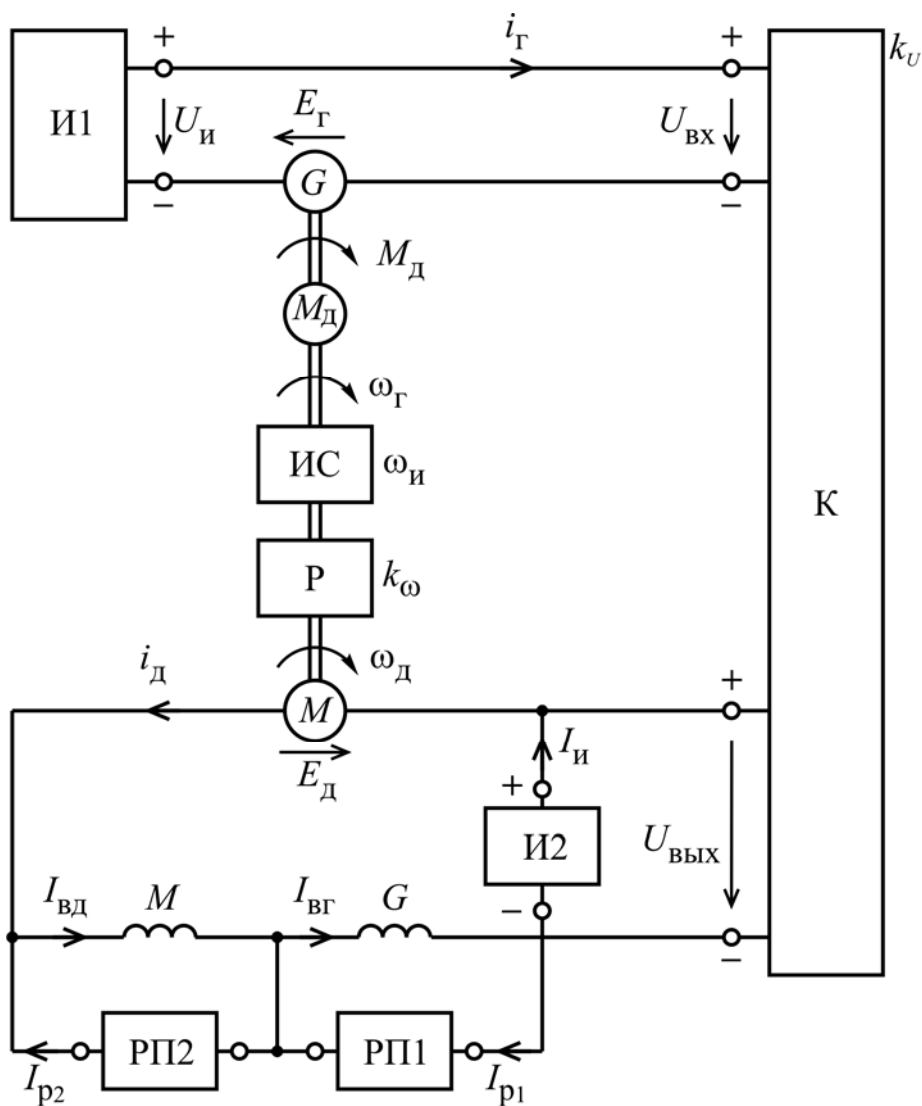 + i_г + k_U
И1 U_и E_г U_вх
− G −
M_д
M_д
ω_г
ИС ω_и
К
Р k_ω
i_д ω_д
M + 
E_д I_и
+
И2 U_вых
I_вд M I_вг G −
−
РП2 РП1
I_р2 I_р1